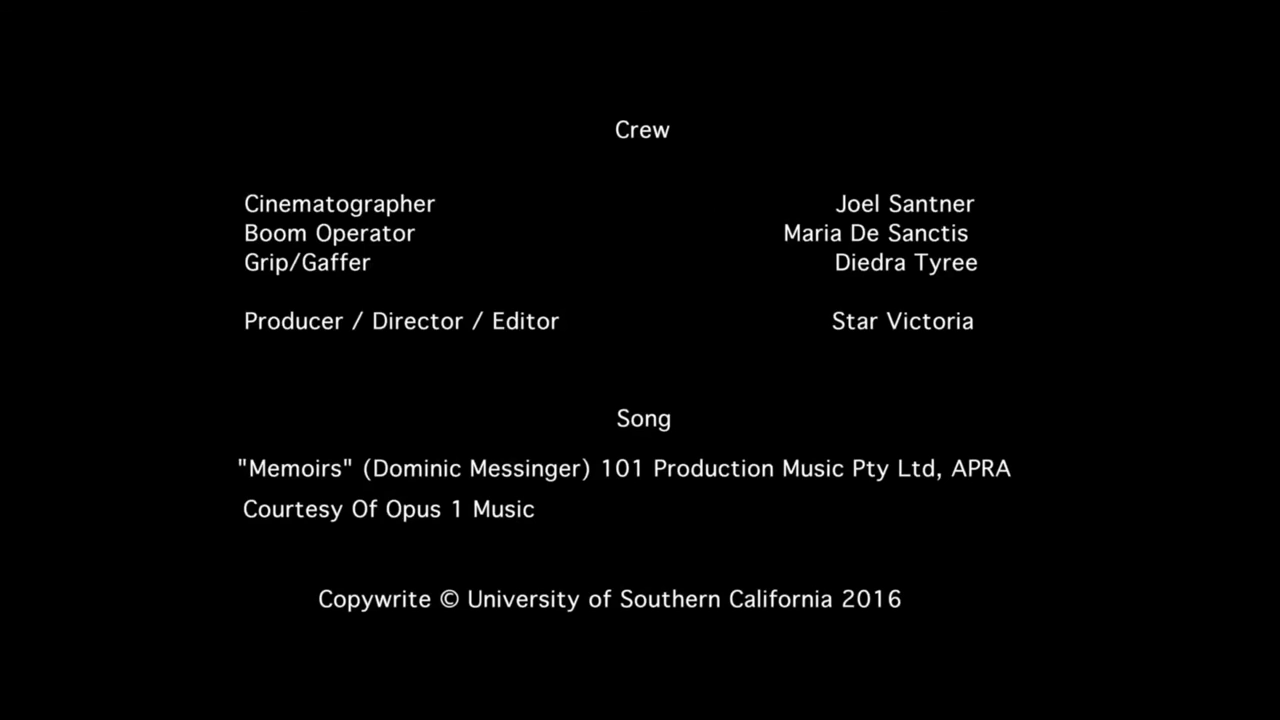 Crew
Cinematographer Joel Santner
Boom Operator Maria De Sanctis
Grip/Gaffer Diedra Tyree
Producer / Director / Editor Star Victoria
Song
"Memoirs" (Dominic Messinger) 101 Production Music Pty Ltd, APRA
Courtesy Of Opus 1 Music
Copywrite © University of Southern California 2016